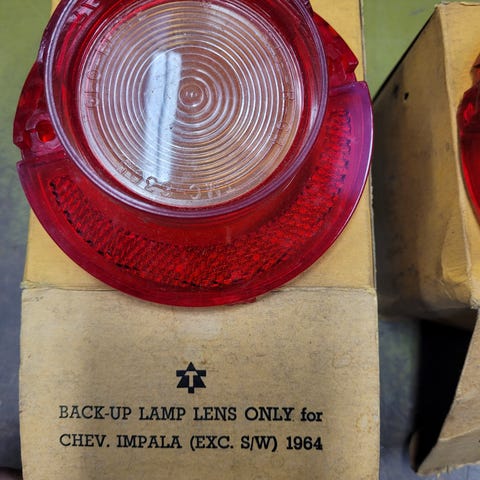 T
BACK-UP LAMP LENS ONLY for
CHEV. IMPALA (EXC. S/W) 1964